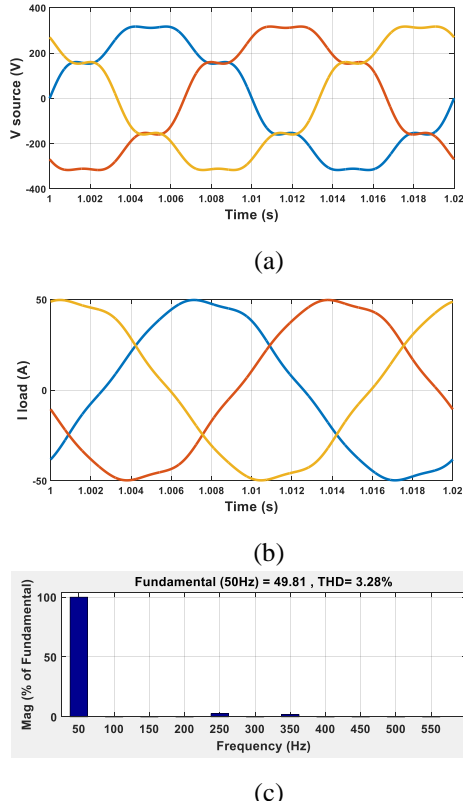 400
200
0
-200
-400
V source (V)
1 1.002 1.004 1.006 1.008 1.01 1.012 1.014 1.016 1.018 1.02
Time (s)
(a)
50
0
-50
I load (A)
1 1.002 1.004 1.006 1.008 1.01 1.012 1.014 1.016 1.018 1.02
Time (s)
(b)
Fundamental (50Hz) = 49.81 , THD= 3.28%
100
50
0
Mag (% of Fundamental)
50 100 150 200 250 300 350 400 450 500 550
Frequency (Hz)
(c)